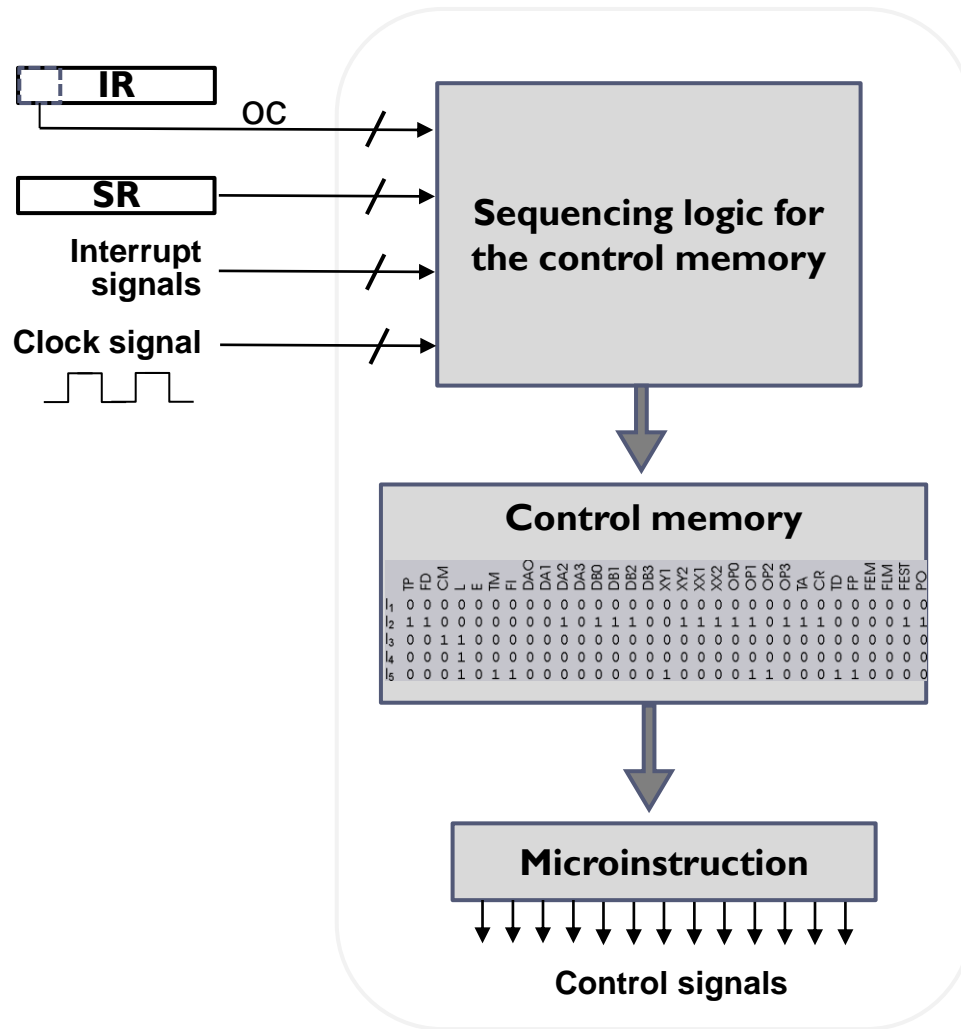 IR
OC
SR
Interrupt
signals
Clock signal
Sequencing logic for
the control memory
Control memory
TP FD CM L E TM FI DAO DA1 DA2 DA3 DB0 DB1 DB2 DB3 XY1 XY2 XX1 XX2 OP0 OP1 OP2 OP3 TA CR TD FP FEM FLM FEST PO
I1 0 0 0 0 0 0 0 0 0 0 0 0 0 0 0 0 0 0 0 0 0 0 0 0 0 0 0 0 0 0 0
I2 1 1 0 0 0 0 0 0 0 1 0 1 1 1 0 0 1 1 1 1 1 0 1 1 1 0 0 0 0 1 1
I3 0 0 1 1 0 0 0 0 0 0 0 0 0 0 0 0 0 0 0 0 0 0 0 0 0 0 0 0 0 0 0
I4 0 0 0 1 0 0 0 0 0 0 0 0 0 0 0 0 0 0 0 0 0 0 0 0 0 0 0 0 0 0 0
I5 0 0 0 1 0 1 1 0 0 0 0 0 0 0 0 1 0 0 0 0 1 1 0 0 0 1 1 0 0 0 0
Microinstruction
Control signals